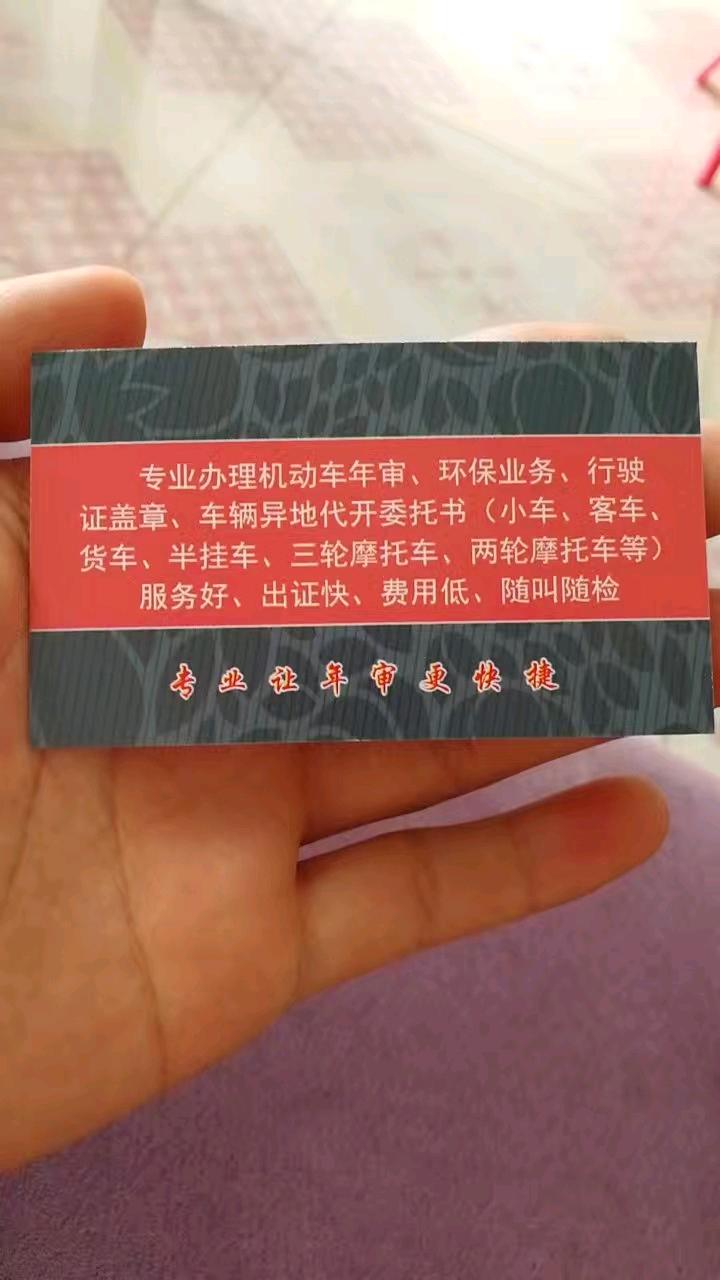 专业办理机动车年审、环保业务、行驶
证盖章、车辆异地代开委托书（小车、客车、
货车、半挂车、三轮摩托车、两轮摩托车等）
服务好、出证快、费用低、随叫随检
专业让年审更快捷